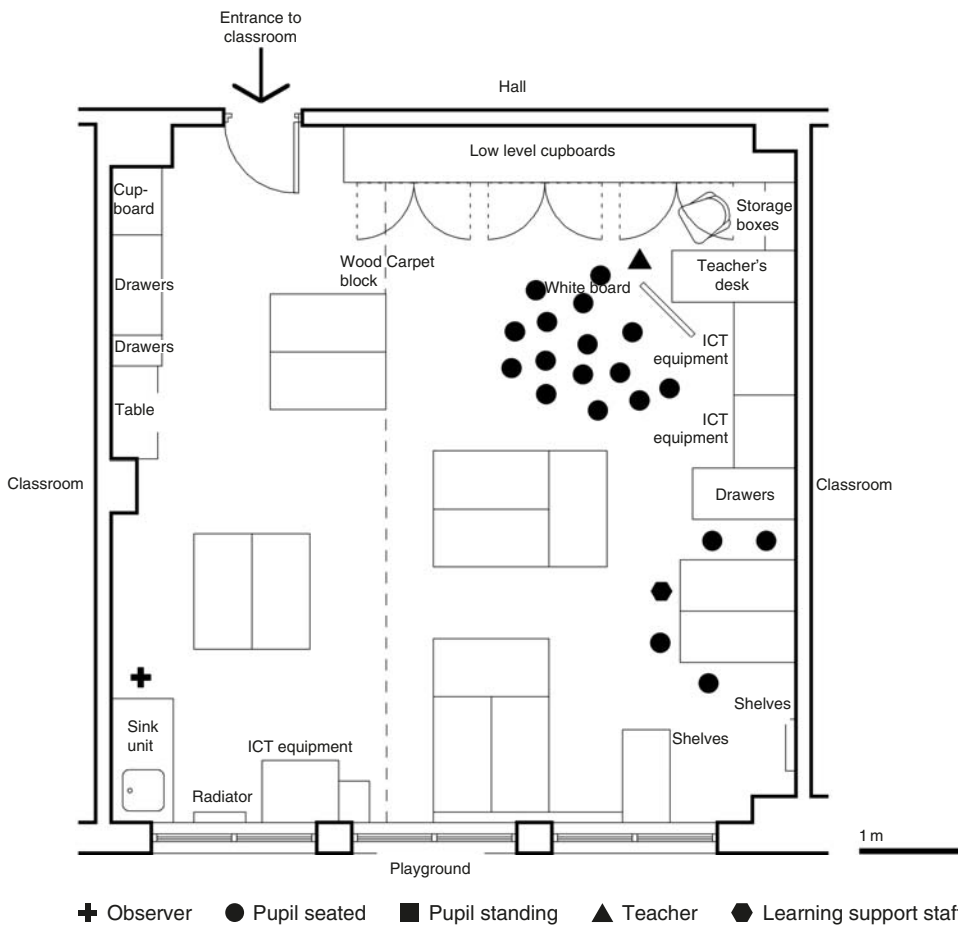 Entrance to
classroom
Hall
Low level cupboards
Cup-
board
Storage
boxes
Wood Carpet
block
Teacher's
desk
Drawers
White board
Drawers
ICT
equipment
Table
ICT
equipment
Classroom
Drawers
Classroom
Shelves
Sink
unit
ICT equipment
Shelves
Radiator
1 m
Playground
Observer
Pupil seated
Pupil standing
Teacher
Learning support staf